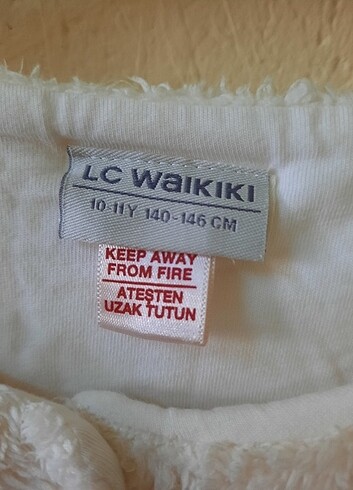 LC WAIKIKI
10-11Y 140-146 CM
KEEP AWAY
FROM FIRE
ATEŞTEN
UZAK TUTUN